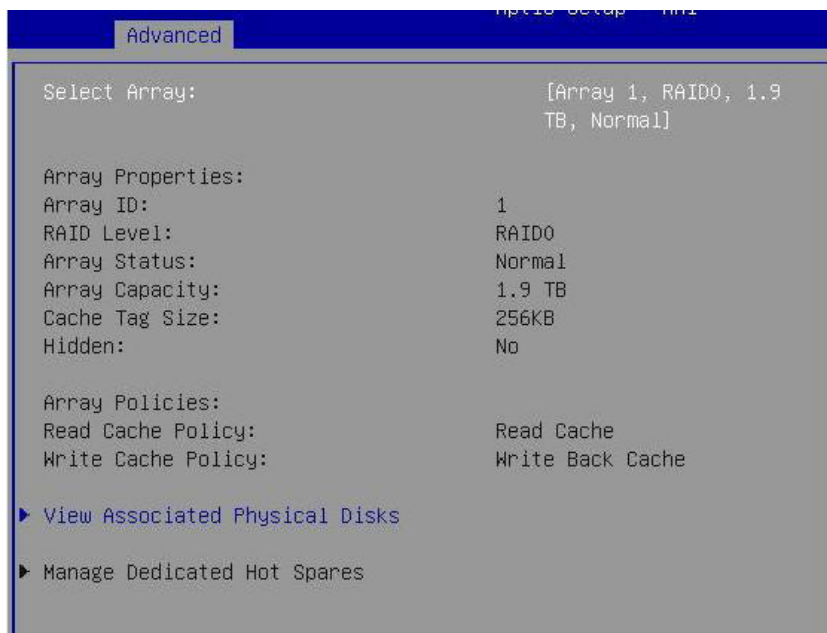 Advanced
Select Array: [Array 1, RAID0, 1.9
TB, Normal]
Array Properties:
Array ID: 1
RAID Level: RAID0
Array Status: Normal
Array Capacity: 1.9 TB
Cache Tag Size: 256KB
Hidden: No
Array Policies:
Read Cache Policy: Read Cache
Write Cache Policy: Write Back Cache
View Associated Physical Disks
Manage Dedicated Hot Spares